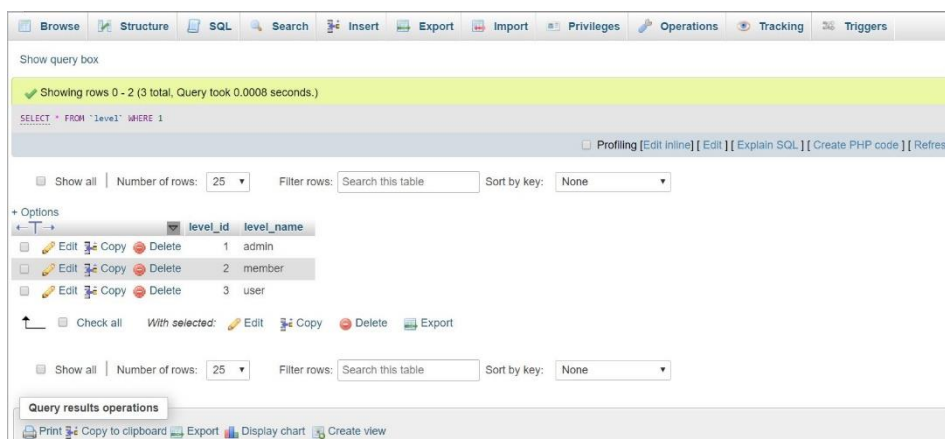 Browse Structure SQL Search Insert Export Import Privileges Operations Tracking Triggers
Show query box
Showing rows 0 - 2 (3 total, Query took 0.0008 seconds.)
SELECT * FROM `level` WHERE 1
Profiling [Edit inline] [ Edit ] [ Explain SQL ] [ Create PHP code ] [ Refres
Show all | Number of rows: 25 Filter rows: Search this table Sort by key: None
+ Options
←T→ level_id level_name
Edit Copy Delete 1 admin
Edit Copy Delete 2 member
Edit Copy Delete 3 user
Check all With selected: Edit Copy Delete Export
Show all | Number of rows: 25 Filter rows: Search this table Sort by key: None
Query results operations
Print Copy to clipboard Export Display chart Create view